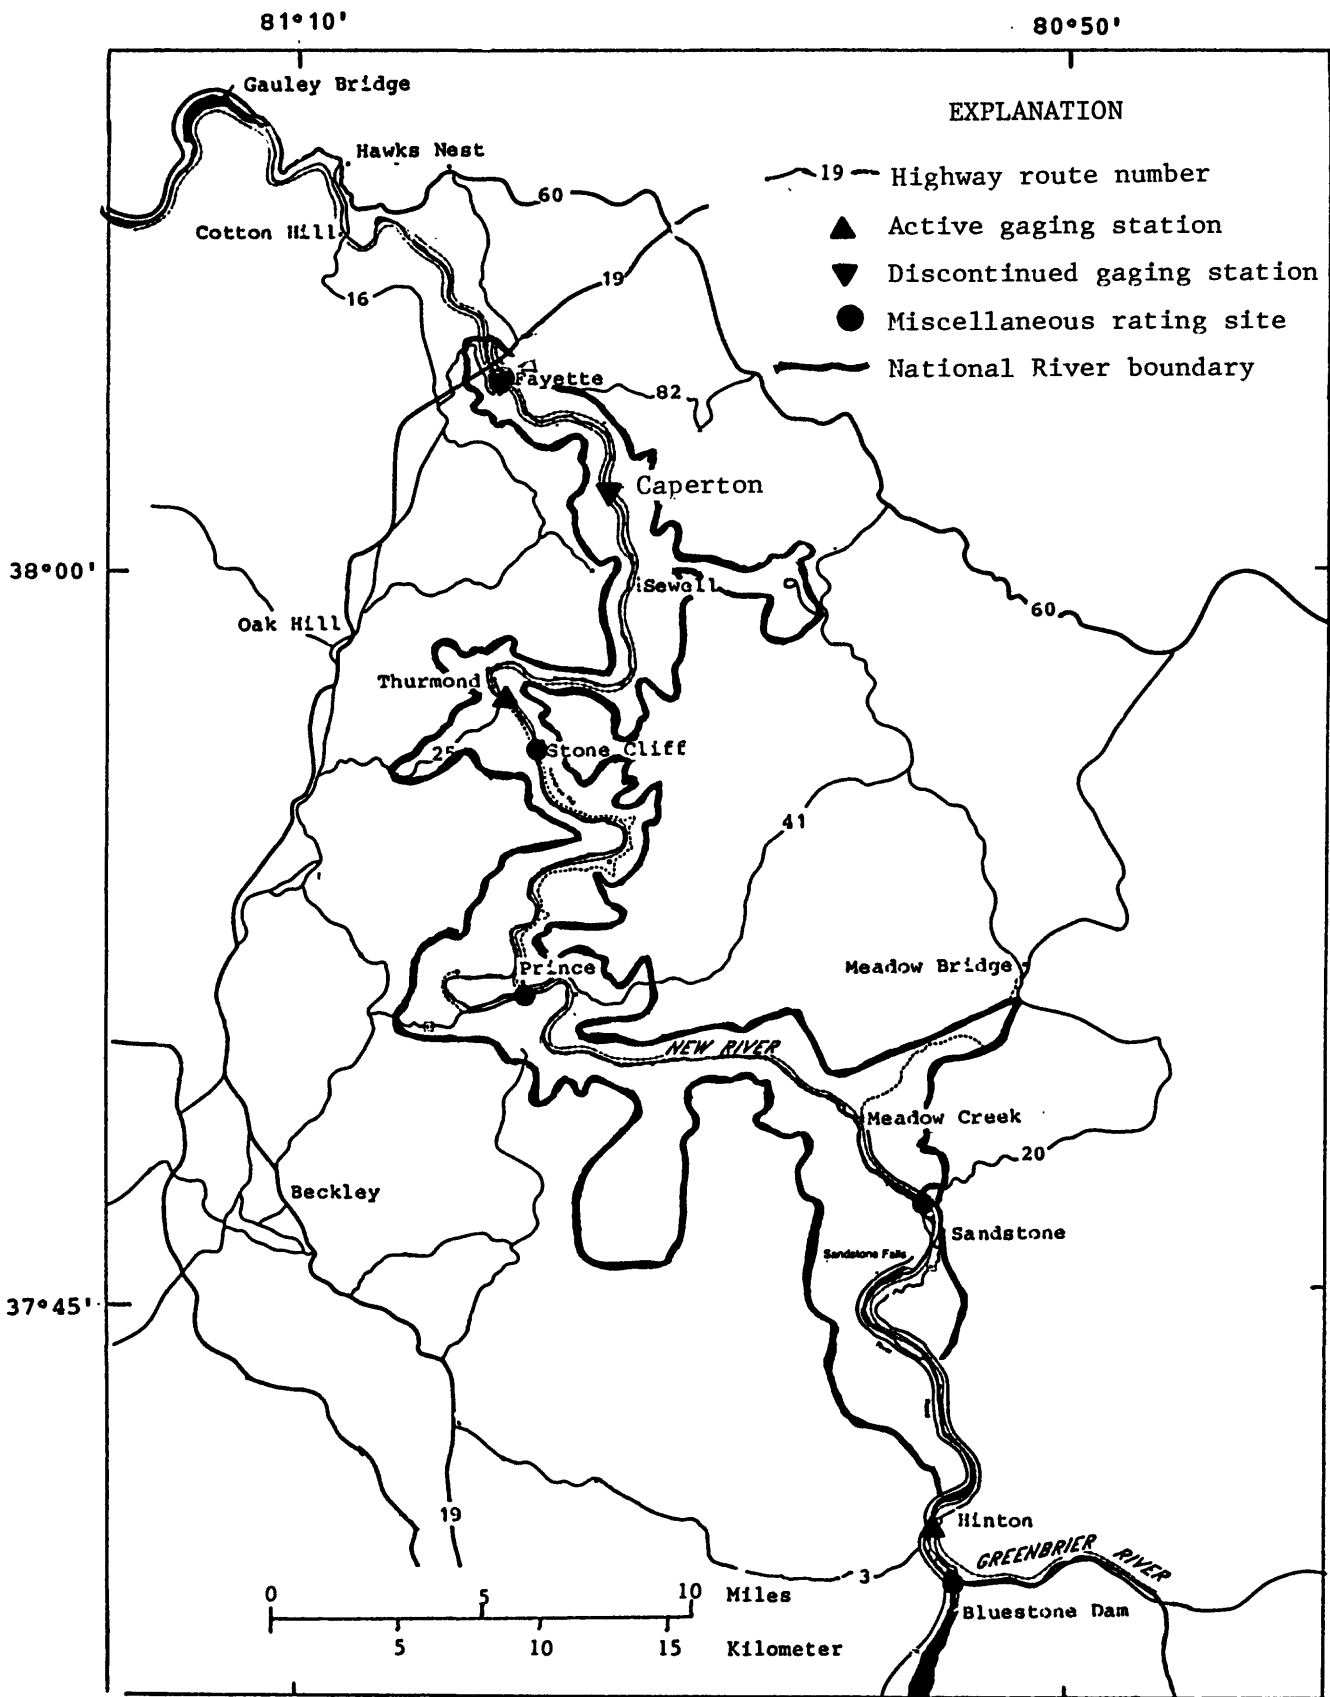 81°10'
80°50'
Gauley Bridge
EXPLANATION
Hawks Nest
19 Highway route number
60
Active gaging station
Cotton Hill
Discontinued gaging station
19
16
Miscellaneous rating site
National River boundary
Fayette
82
Caperton
38°00'
Sewell
60
Oak Hill
Thurmond
25
Stone Cliff
41
Prince
Meadow Bridge
NEW RIVER
Meadow Creek
20
Beckley
Sandstone
Sandstone Falls
37°45'
19
Hinton
GREENBRIER RIVER
3
0 5 10 Miles
Bluestone Dam
5 10 15 Kilometer